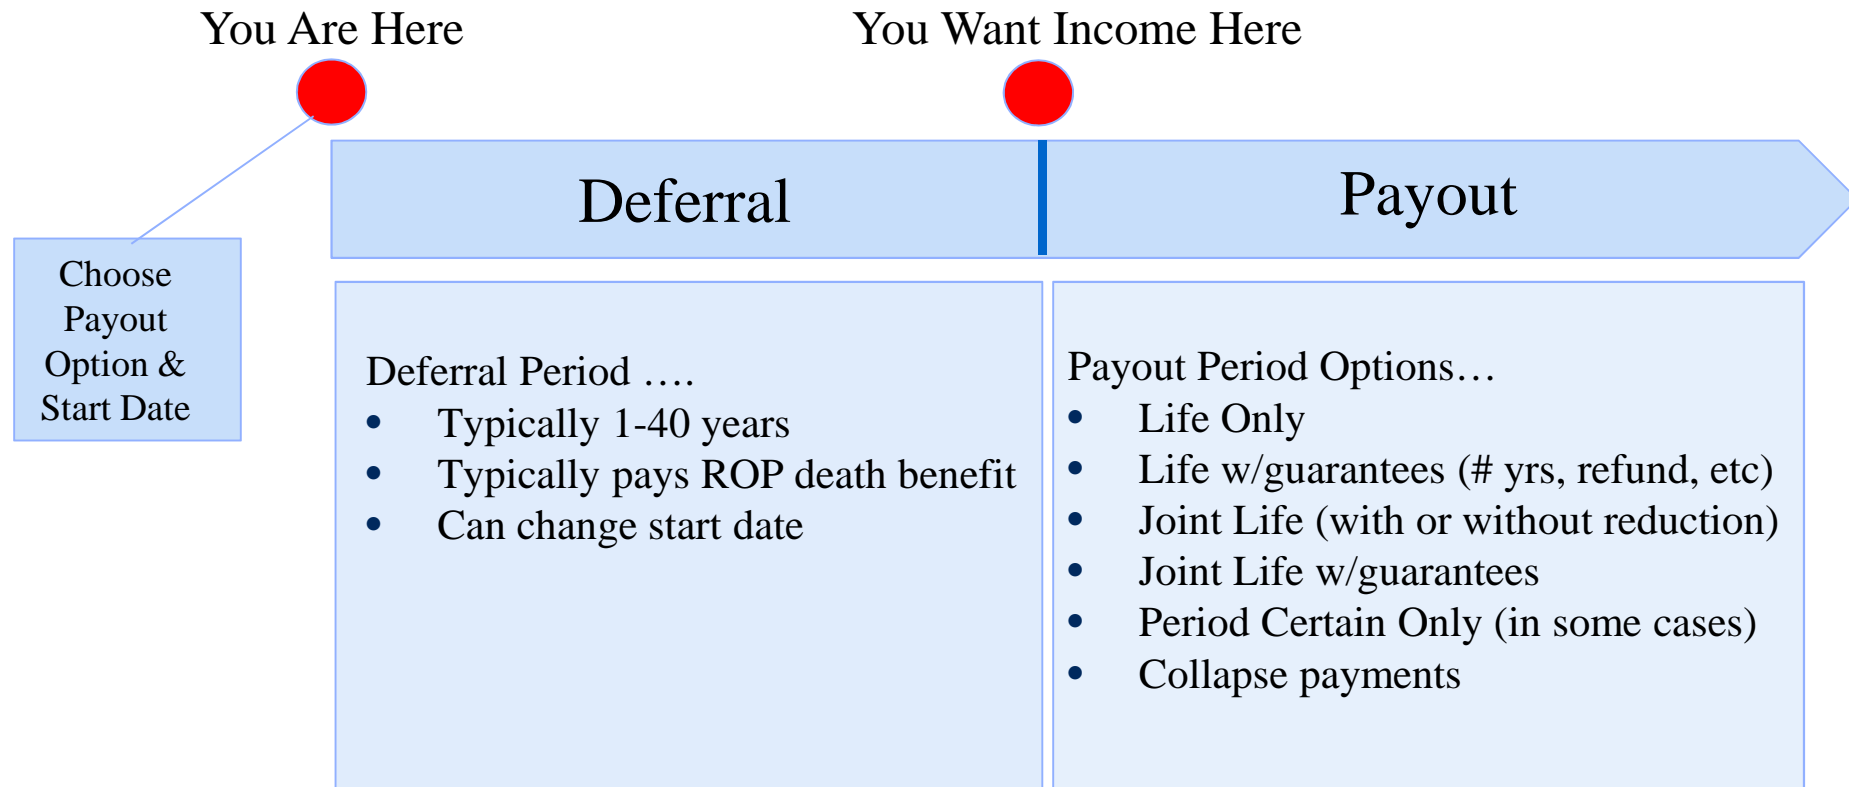 You Are Here
You Want Income Here
Deferral
Payout
Choose
Payout
Option &
Start Date
Deferral Period ….
• Typically 1-40 years
• Typically pays ROP death benefit
• Can change start date
Payout Period Options…
• Life Only
• Life w/guarantees (# yrs, refund, etc)
• Joint Life (with or without reduction)
• Joint Life w/guarantees
• Period Certain Only (in some cases)
• Collapse payments